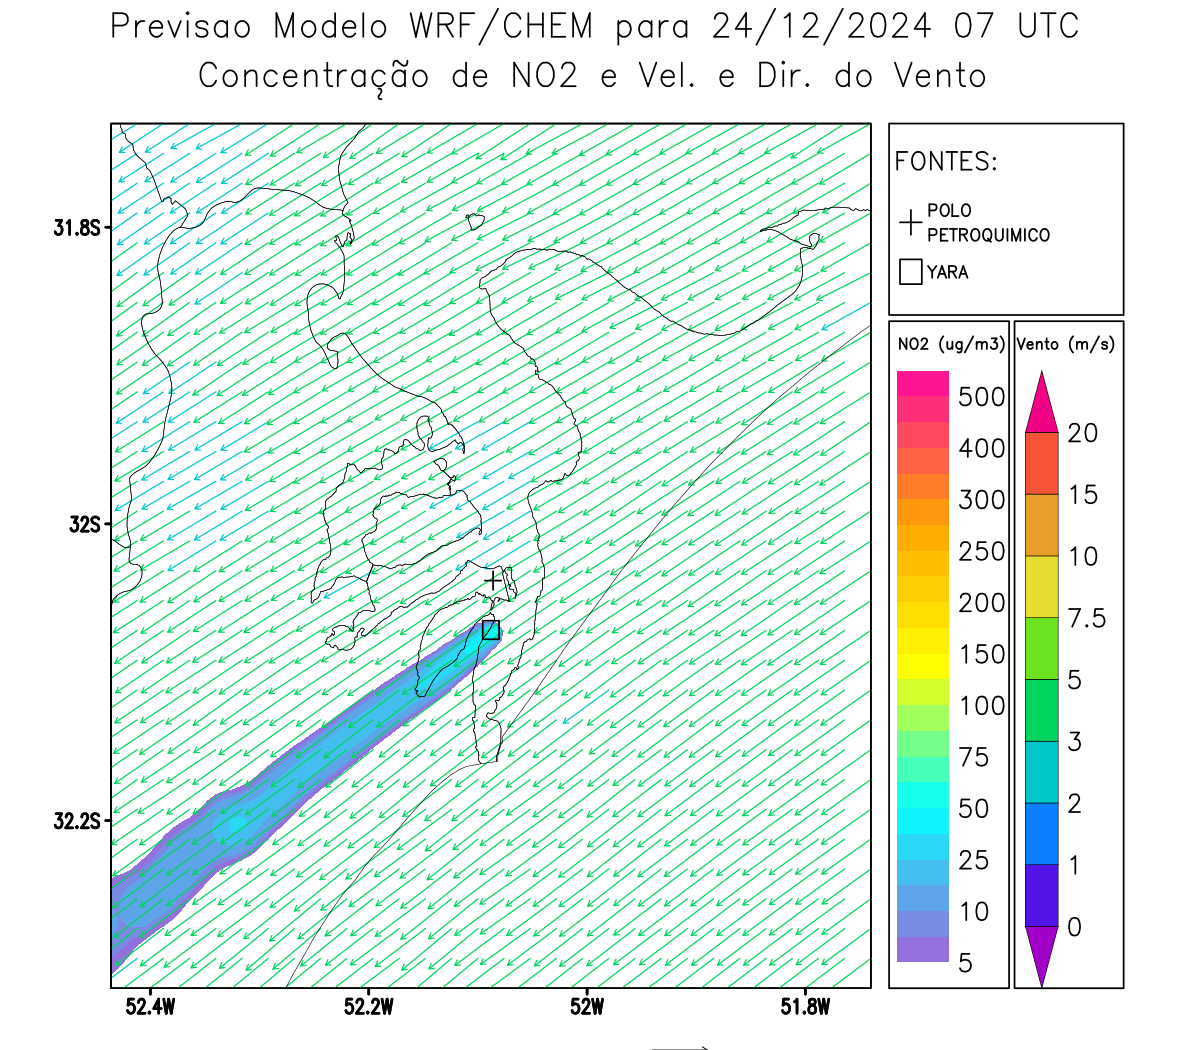 Previsao Modelo WRF/CHEM para 24/12/2024 07 UTC
Concentração de NO2 e Vel. e Dir. do Vento
FONTES:
POLO
PETROQUIMICO
YARA
NO2 (ug/m3)
500
400
300
250
200
150
100
75
50
25
10
5
Vento (m/s)
20
15
10
7.5
5
3
2
1
0
31.8S
32S
32.2S
52.4W
52.2W
52W
51.8W